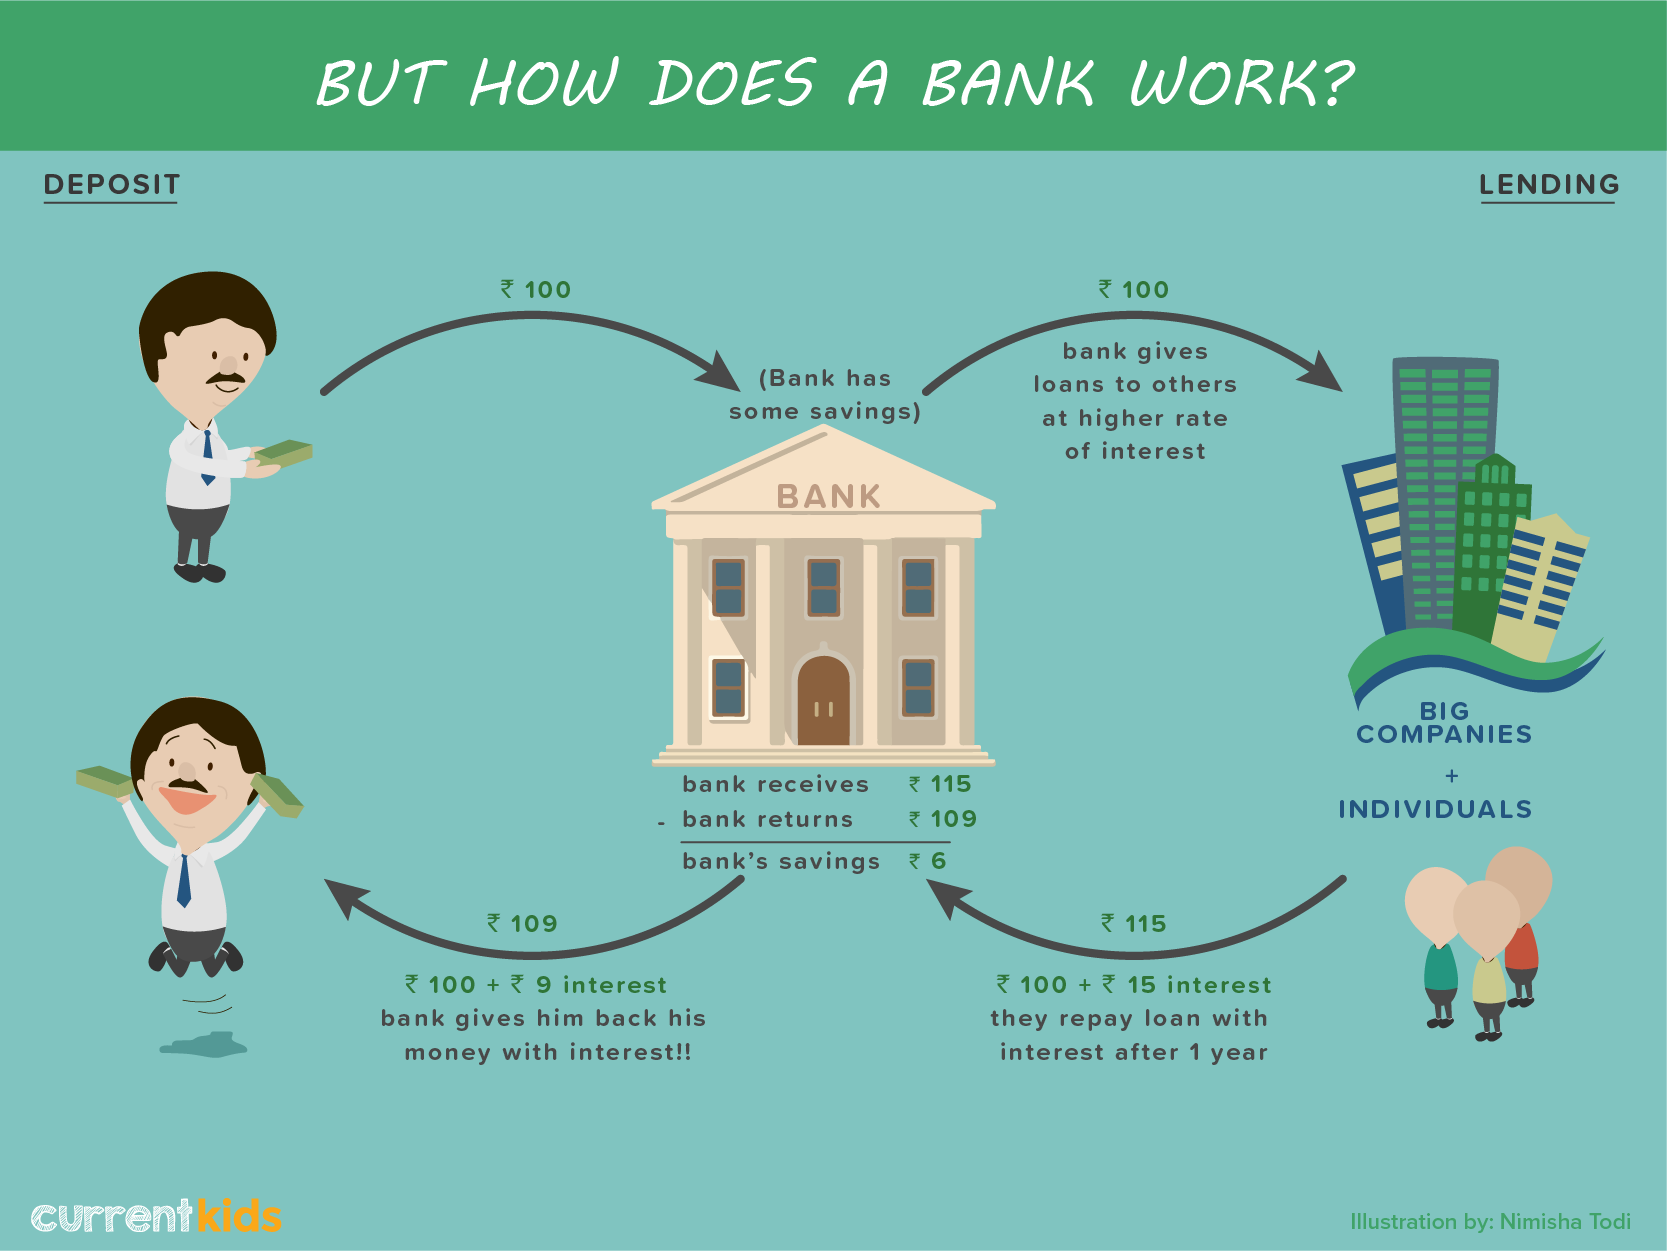 BUT HOW DOES A BANK WORK?
DEPOSIT
LENDING
₹ 100
₹ 100
bank gives
loans to others
at higher rate
of interest
(Bank has
some savings)
BANK
BIG
COMPANIES
+
INDIVIDUALS
bank receives ₹ 115
- bank returns ₹ 109
bank's savings ₹ 6
₹ 109
₹ 100 + ₹ 9 interest
bank gives him back his
money with interest!!
₹ 115
₹ 100 + ₹ 15 interest
they repay loan with
interest after 1 year
currentkids
Illustration by: Nimisha Todi